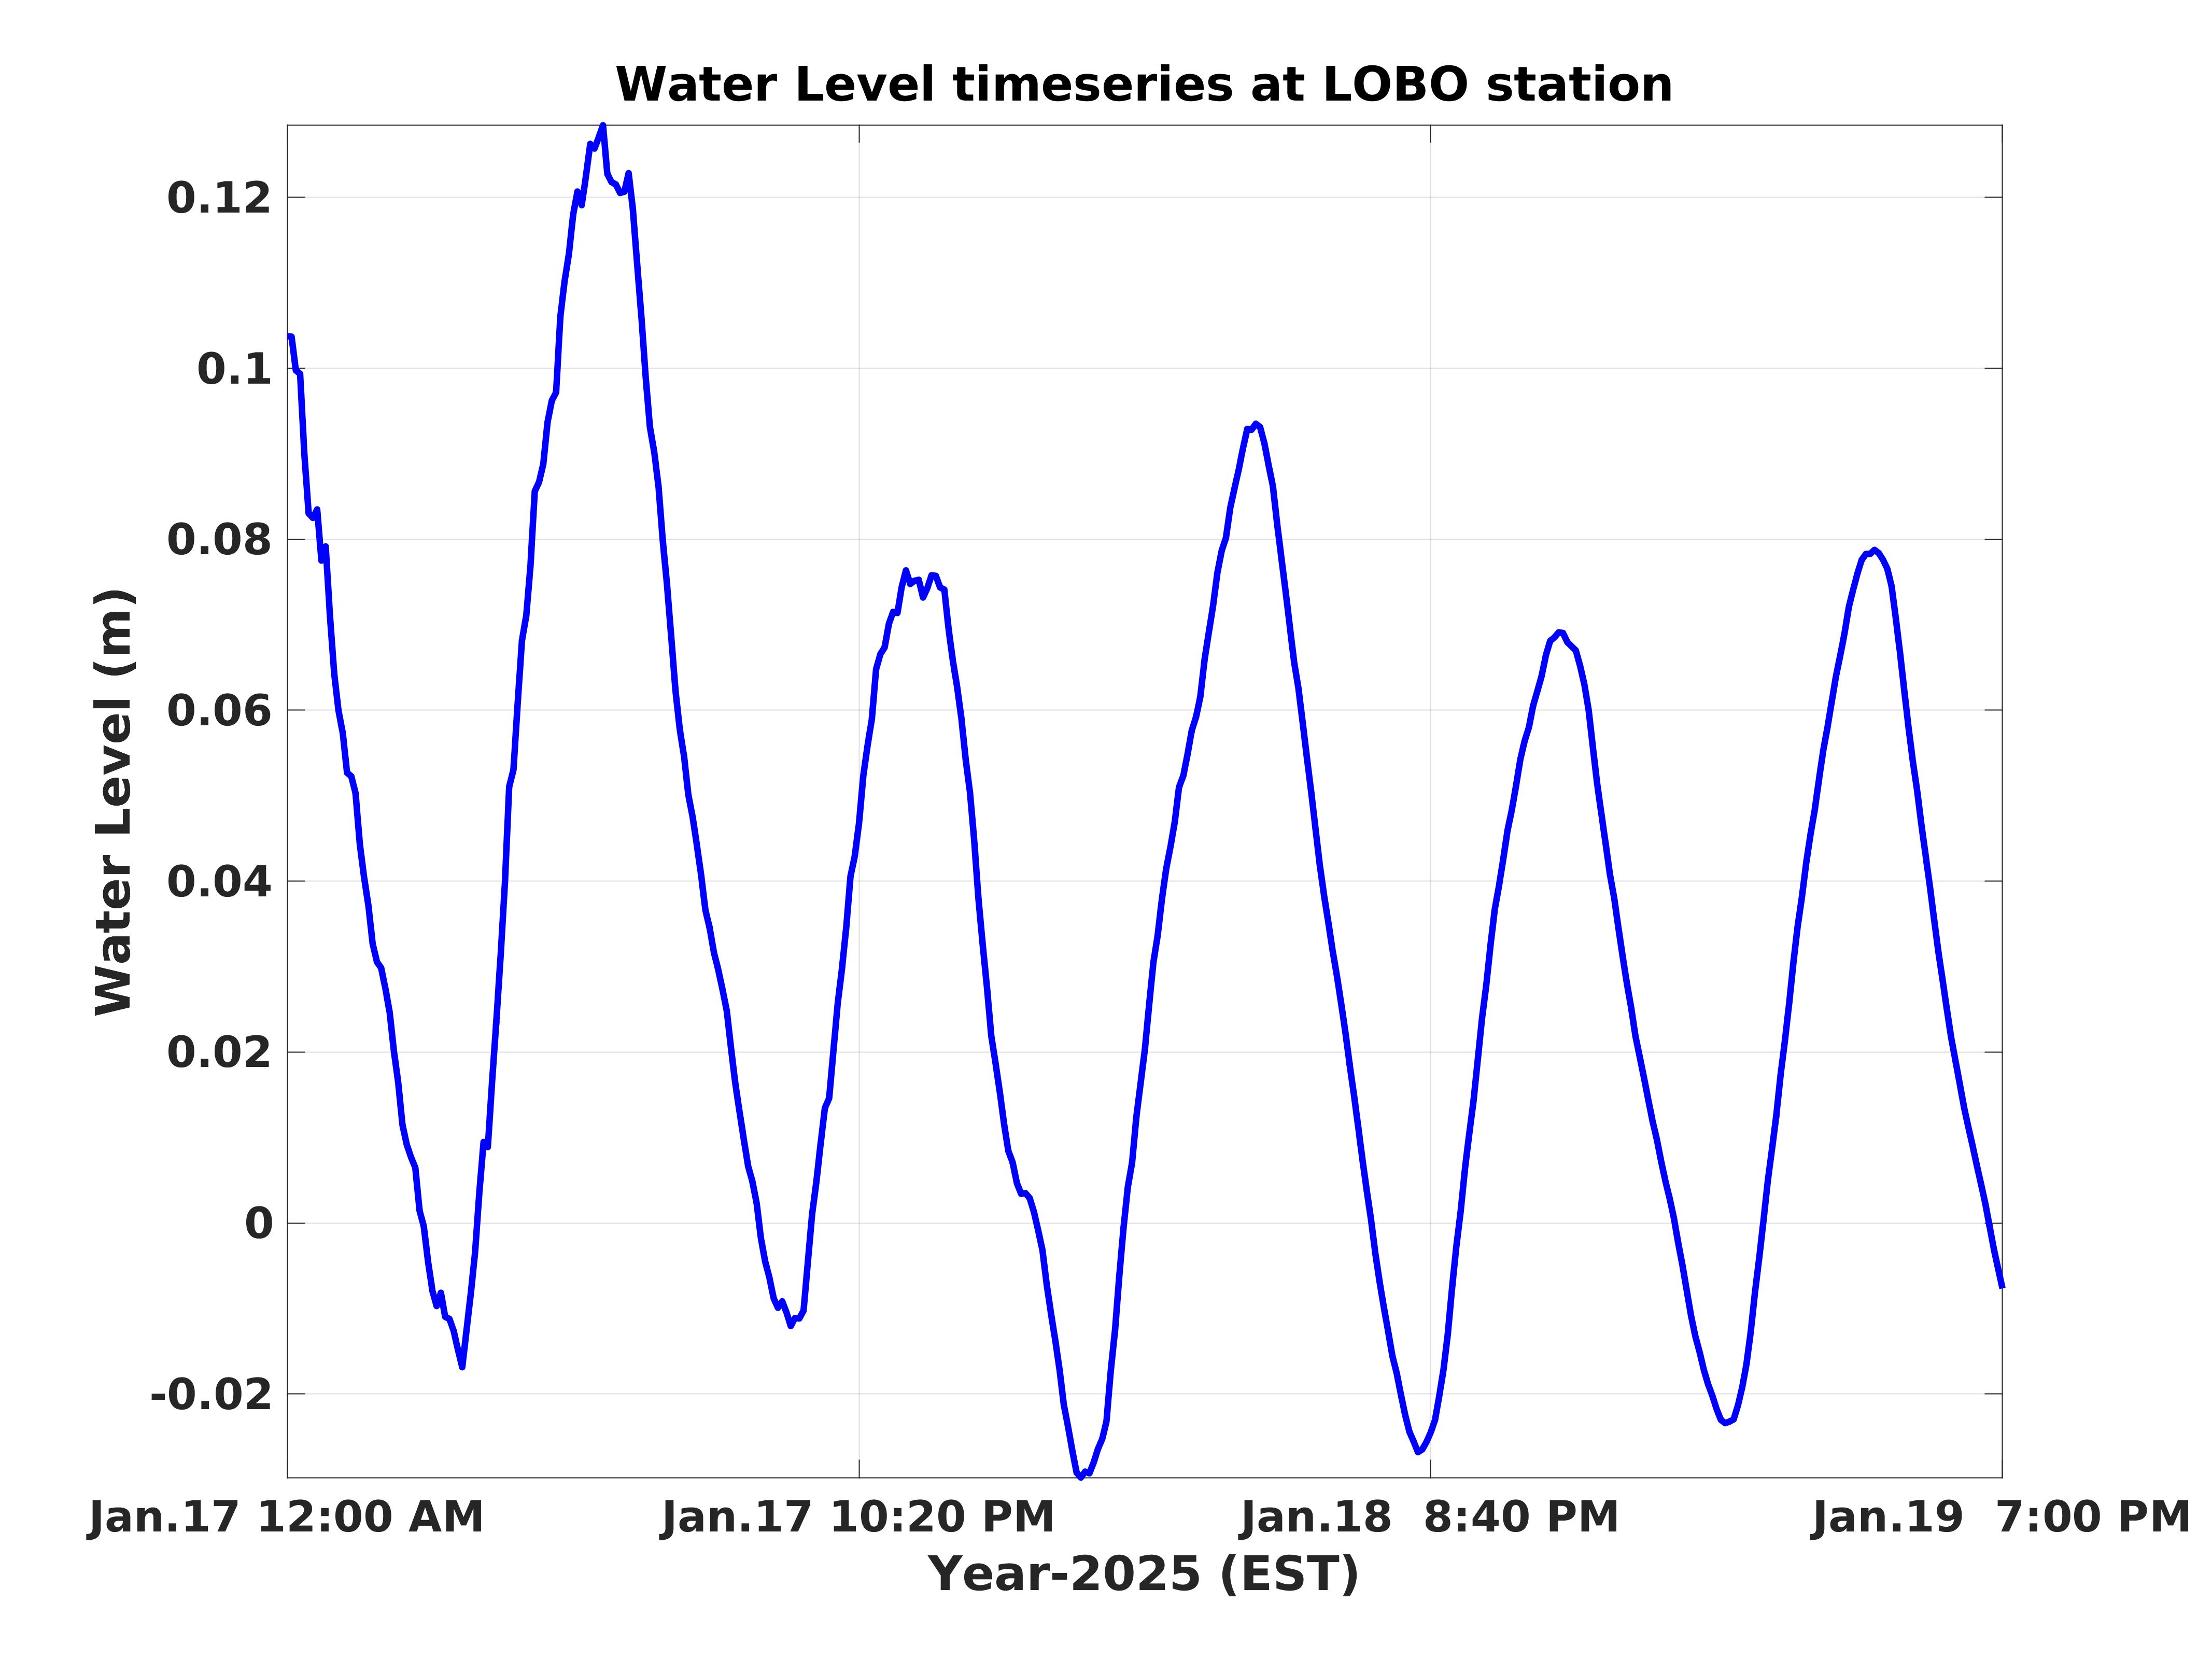 Water Level timeseries at LOBO station
0.12
0.1
0.08
0.06
0.04
0.02
0
-0.02
Water Level (m)
Jan.17 12:00 AM
Jan.17 10:20 PM
Jan.18  8:40 PM
Jan.19  7:00 PM
Year-2025 (EST)